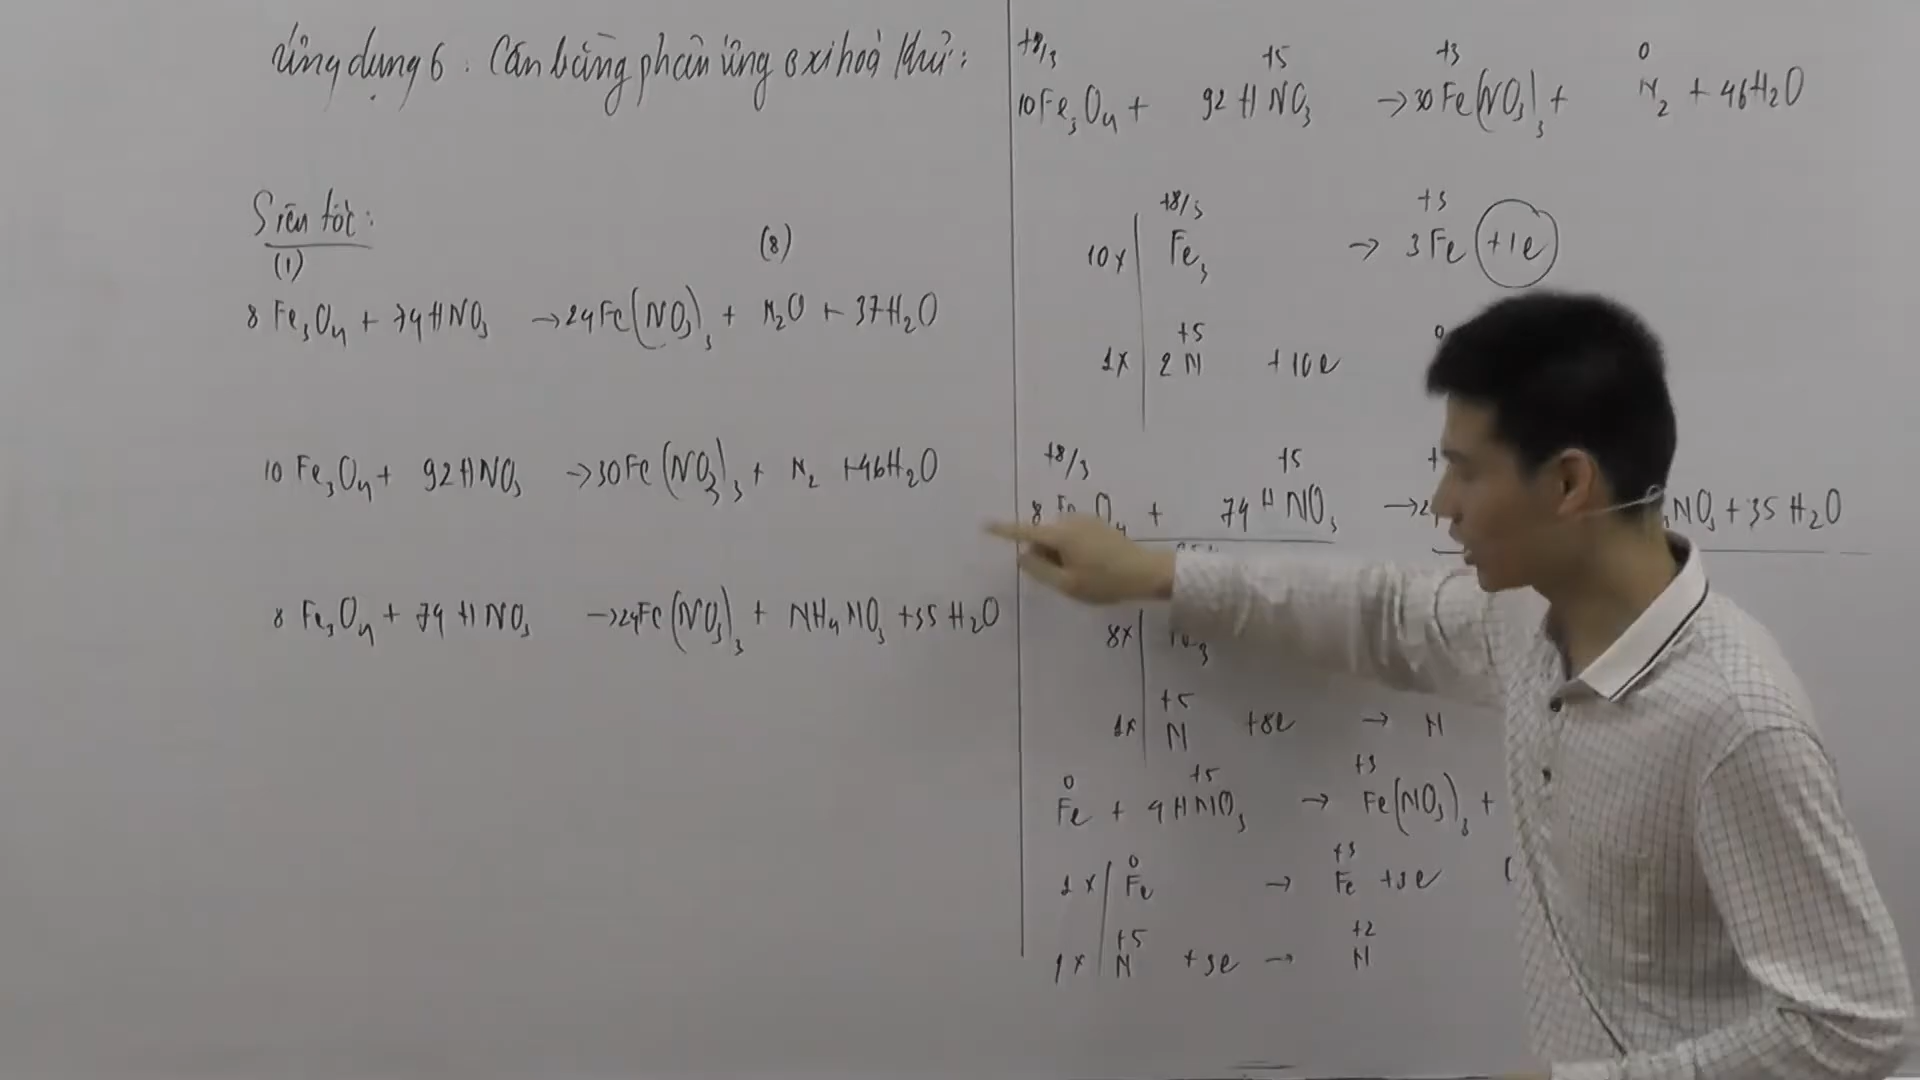 Ứng dụng 6 : Cân bằng phản ứng oxi hoá khử :
Siêu tốc :
(1) (8)
8 Fe₃O₄ + 74 HNO₃ → 24 Fe(NO₃)₃ + N₂O + 37 H₂O
10 Fe₃O₄ + 92 HNO₃ → 30 Fe(NO₃)₃ + N₂ + 46 H₂O
8 Fe₃O₄ + 74 HNO₃ → 24 Fe(NO₃)₃ + NH₄NO₃ + 35 H₂O
+8/3 +5 +3 0
10 Fe₃O₄ + 92 HNO₃ → 30 Fe(NO₃)₃ + N₂ + 46 H₂O
+8/3 +3
10x Fe₃ → 3Fe +1e
+5 0
1x 2N +10e
+8/3 +5
8 Fe₃O₄ + 74 HNO₃ → NO₃ + 35 H₂O
8x
+5
1x N +8e → N
0 +5 +3
Fe + 4 HNO₃ → Fe(NO₃)₃ +
0 +3
1x Fe → Fe +3e
+5 +2
1x N +3e → N